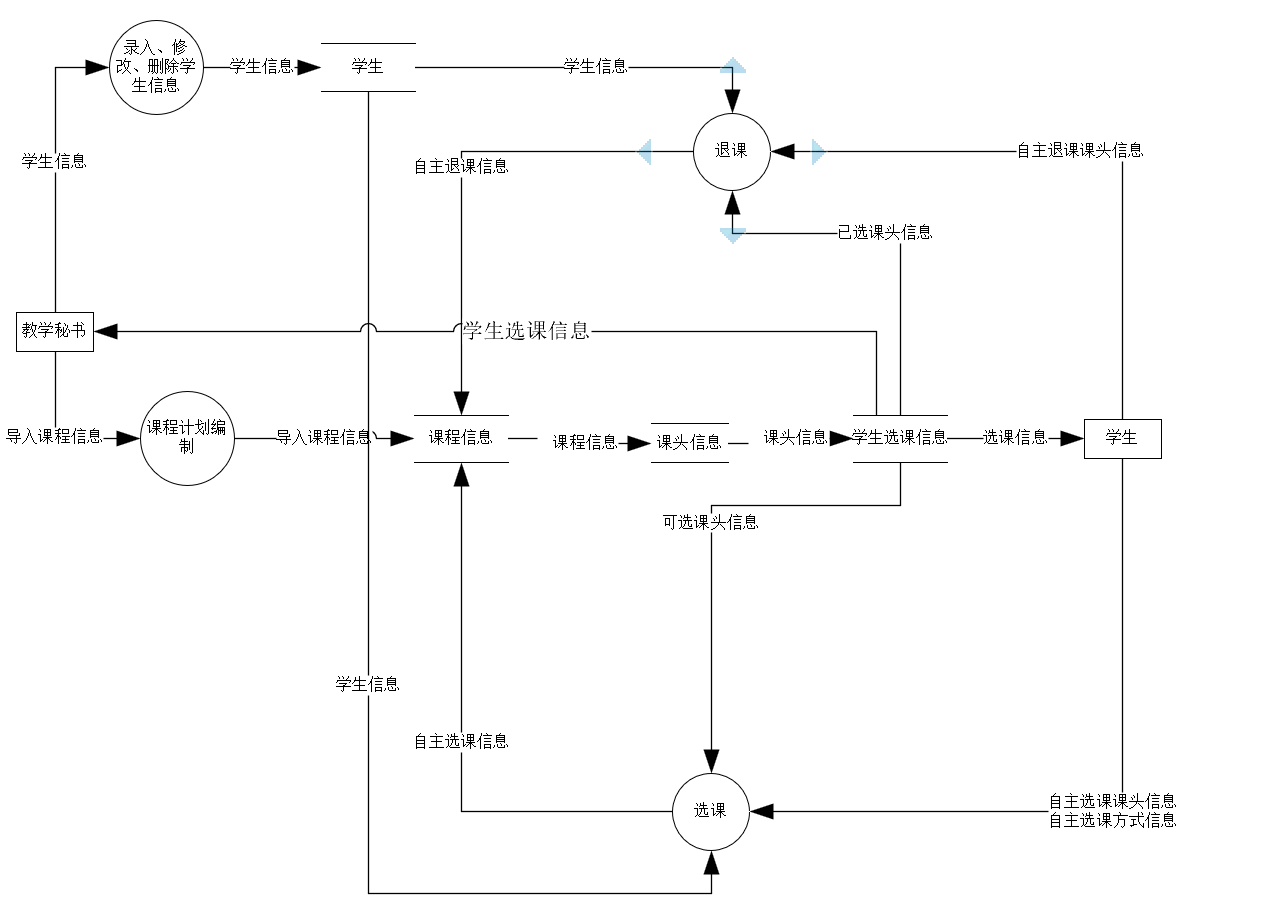 录入、修
改、删除学
生信息
学生信息
学生
学生信息
退课
自主退课课头信息
学生信息
自主退课信息
已选课头信息
教学秘书
学生选课信息
导入课程信息
课程计划编
制
导入课程信息
课程信息
课程信息
课头信息
课头信息
学生选课信息
选课信息
学生
可选课头信息
学生信息
自主选课信息
选课
自主选课课头信息
自主选课方式信息